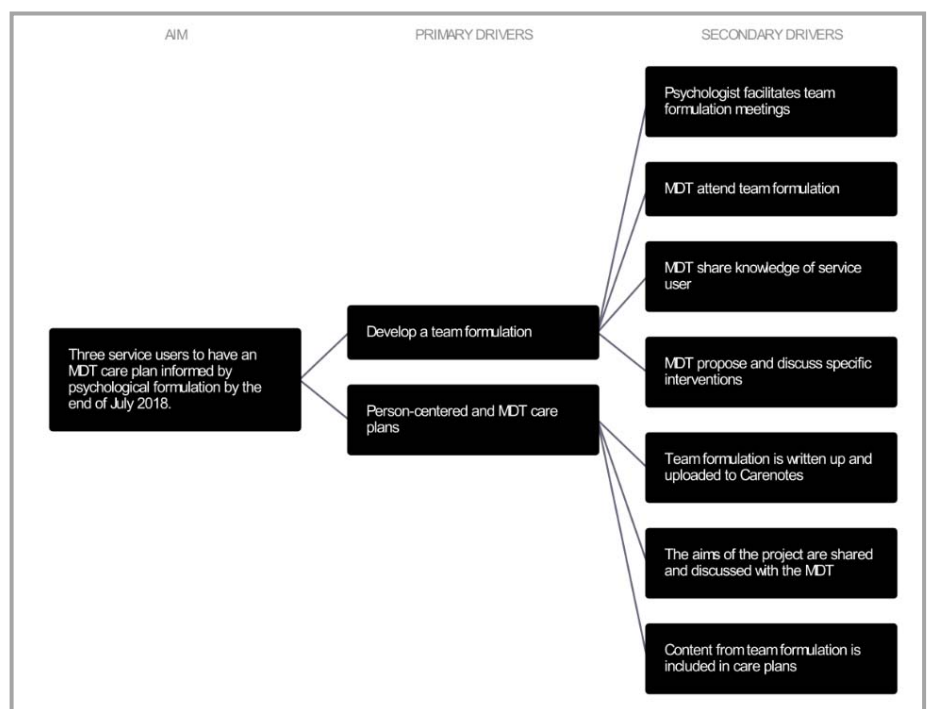 AIM
PRIMARY DRIVERS
SECONDARY DRIVERS
Three service users to have an
MDT care plan informed by
psychological formulation by the
end of July 2018.
Develop a team formulation
Person-centered and MDT care
plans
Psychologist facilitates team
formulation meetings
MDT attend team formulation
MDT share knowledge of service
user
MDT propose and discuss specific
interventions
Team formulation is written up and
uploaded to Carenotes
The aims of the project are shared
and discussed with the MDT
Content from team formulation is
included in care plans